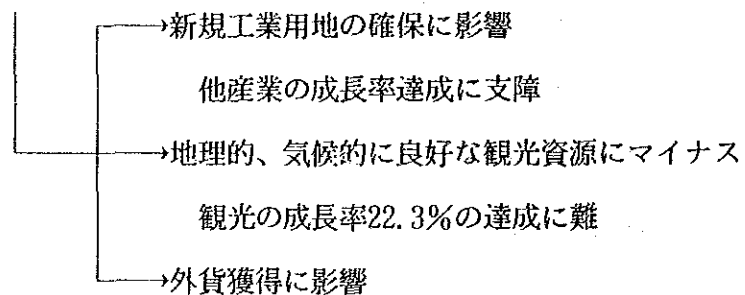 新規工業用地の確保に影響
他産業の成長率達成に支障
地理的、気候的に良好な観光資源にマイナス
観光の成長率22.3%の達成に難
外貨獲得に影響